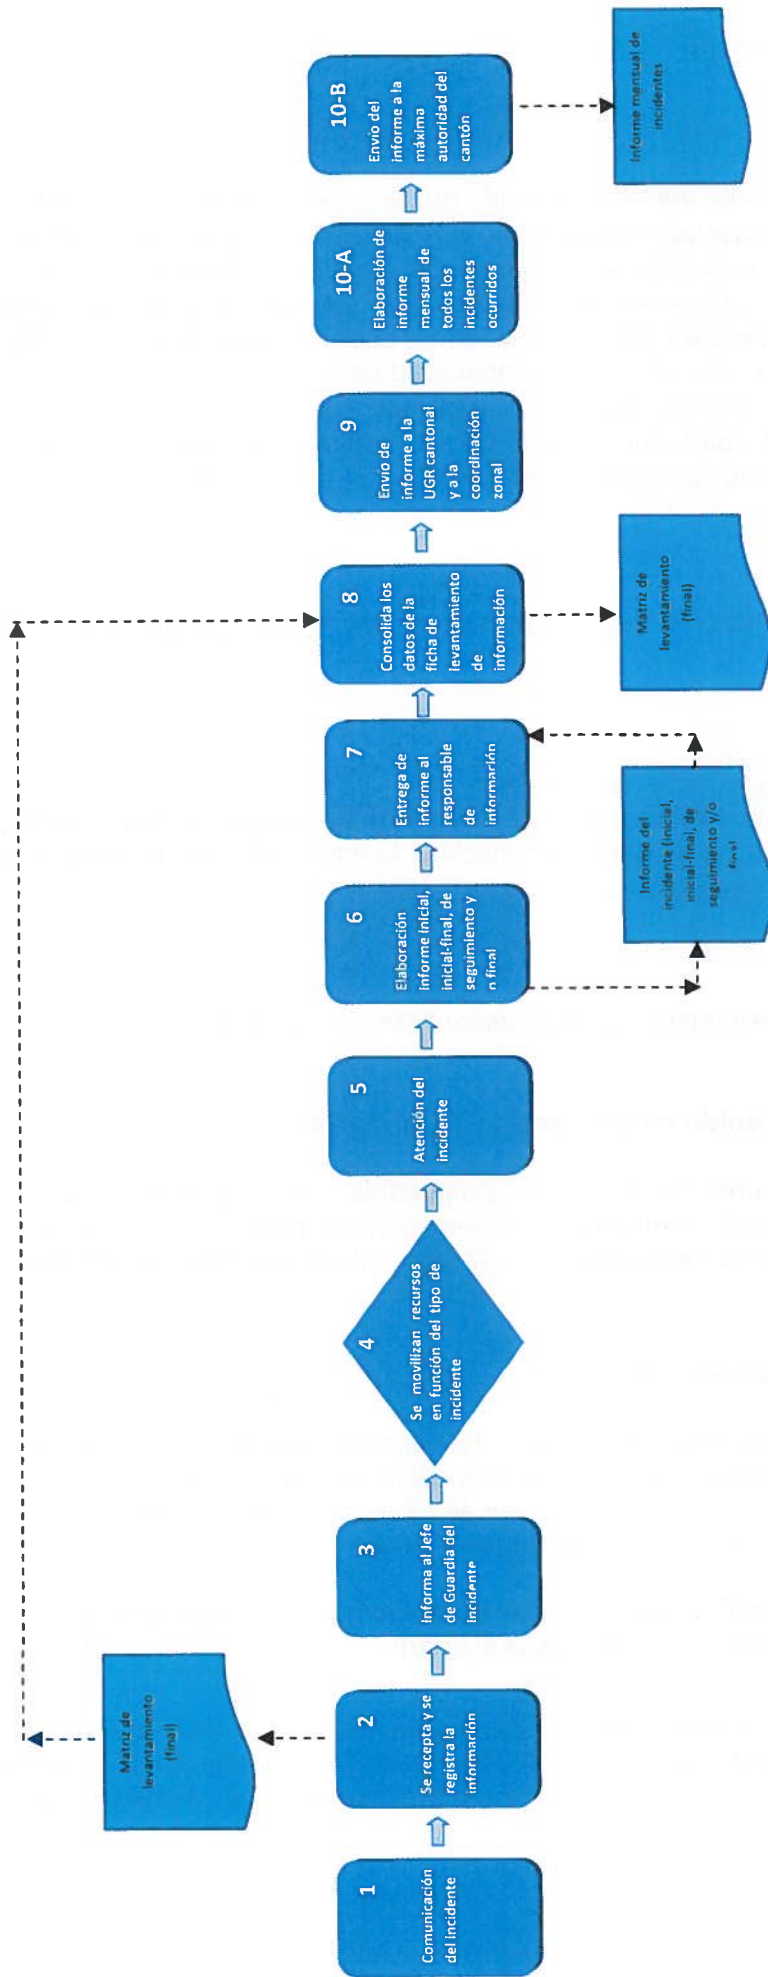 1
Comunicación
del Incidente
2
Se recepta y se
registra la
información
Matriz de
levantamiento
(final)
3
Informa al Jefe
de Guardia del
Incidente
4
Se movilizan recursos
en función del tipo de
incidente
5
Atención del
incidente
6
Elaboración
informe inicial,
inicial-final, de
seguimiento y
o final
Informe del
incidente (inicial,
inicial-final, de
seguimiento y/o
final
7
Entrega de
informe al
responsable
de
información
8
Consolida los
datos de la
ficha de
levantamiento
de
información
Matriz de
levantamiento
(final)
9
Envío de
informe a la
UGR cantonal
y a la
coordinación
zonal
10-A
Elaboración de
informe
mensual de
todos los
incidentes
ocurridos
10-B
Envío del
informe a la
máxima
autoridad del
cantón
Informe mensual de
incidentes